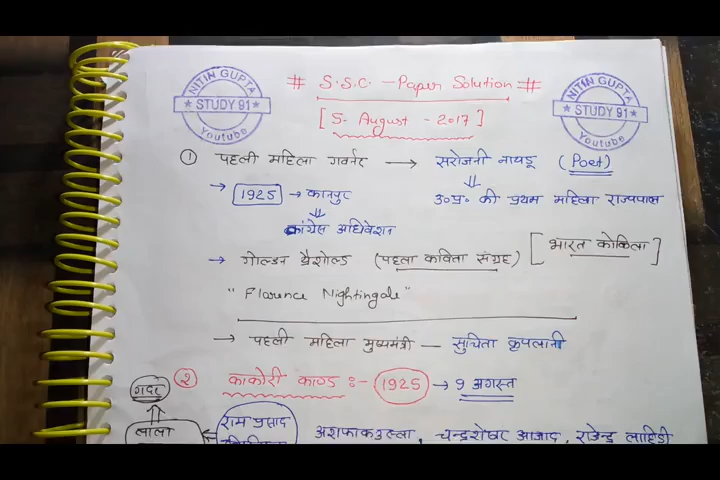 # S.S.C. - Paper Solution #
[ 5 - August - 2017 ]
NITIN GUPTA
STUDY 91
Youtube
NITIN GUPTA
STUDY 91
Youtube
① पहली महिला गवर्नर → सरोजनी नायडू (Poet)
→ 1925 → कानपुर उ०प्र० की प्रथम महिला राज्यपाल
कांग्रेस अधिवेशन
→ गोल्डन थ्रैशोल्ड (पहला कविता संग्रह) [भारत कोकिला]
"Florence Nightingale"
→ पहली महिला मुख्यमंत्री — सुचिता कृपलानी
② काकोरी काण्ड :- 1925 → 9 अगस्त
गदर
लाला ← राम प्रसाद अशफाकउल्ला, चन्द्रशेखर आजाद, राजेन्द्र लाहिडी